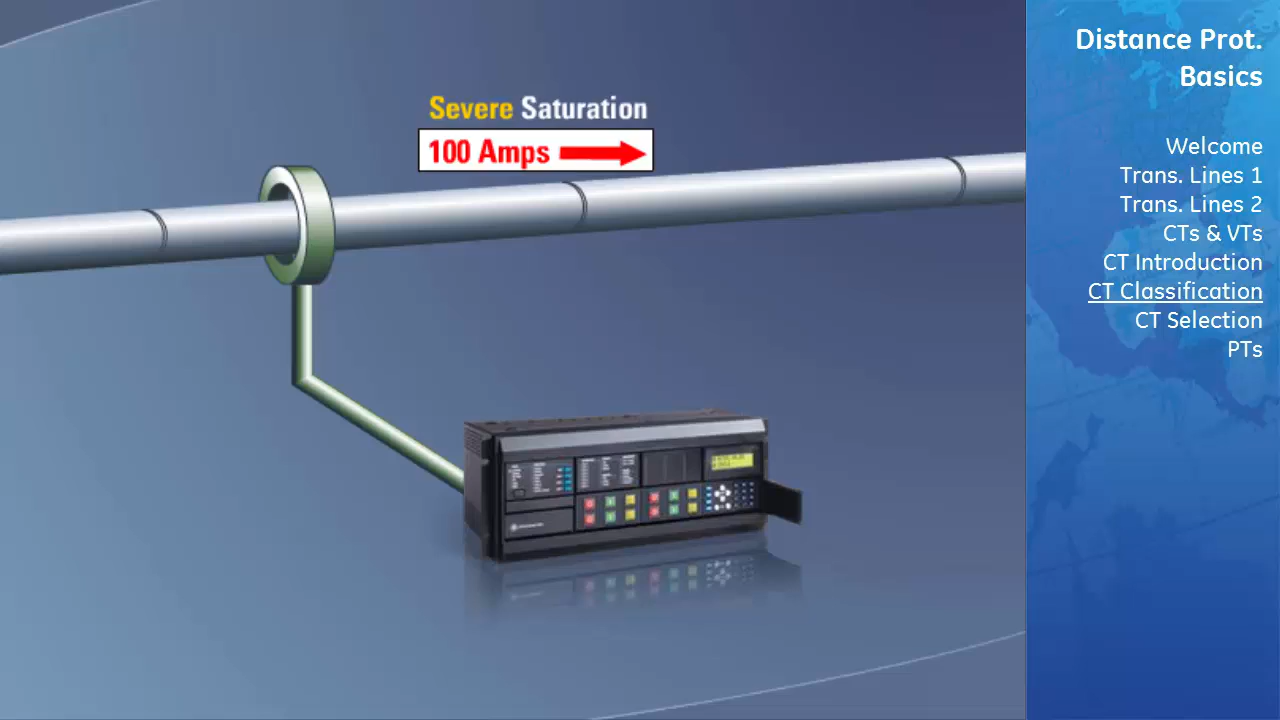 Severe Saturation
100 Amps
Distance Prot.
Basics
Welcome
Trans. Lines 1
Trans. Lines 2
CTs & VTs
CT Introduction
CT Classification
CT Selection
PTs